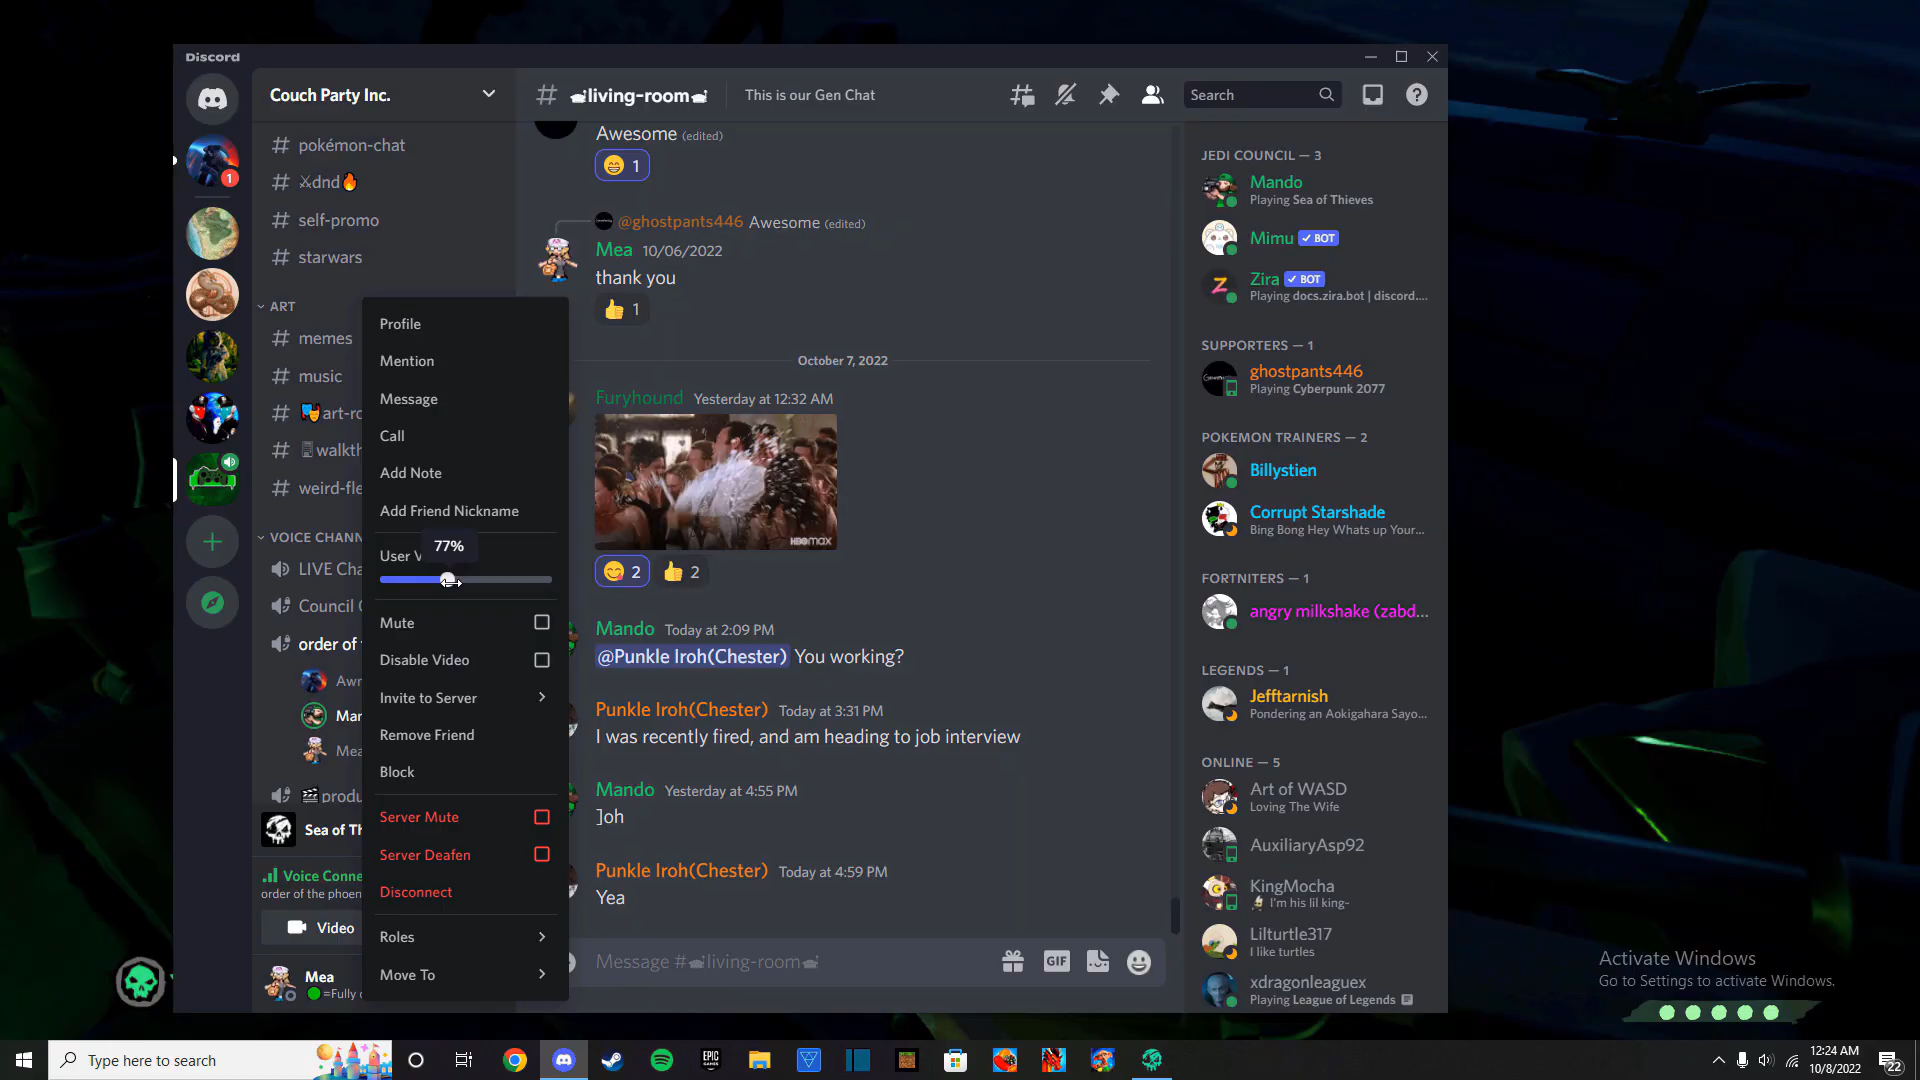 Discord
Couch Party Inc.
pokémon-chat
dnd
self-promo
starwars
ART
memes
music
art-ro
walkth
weird-fle
VOICE CHANN
LIVE Cha
Council
order of
Awn
Mar
Mea
produ
Sea of Th
Voice Conne
order of the phoen
Video
Mea
=Fully
Profile
Mention
Message
Call
Add Note
Add Friend Nickname
User V
77%
Mute
Disable Video
Invite to Server
Remove Friend
Block
Server Mute
Server Deafen
Disconnect
Roles
Move To
living-room
This is our Gen Chat
Search
Awesome (edited)
1
@ghostpants446 Awesome (edited)
Mea 10/06/2022
thank you
1
October 7, 2022
Furyhound Yesterday at 12:32 AM
HBOMAX
2
2
Mando Today at 2:09 PM
@Punkle Iroh(Chester) You working?
Punkle Iroh(Chester) Today at 3:31 PM
I was recently fired, and am heading to job interview
Mando Yesterday at 4:55 PM
]oh
Punkle Iroh(Chester) Today at 4:59 PM
Yea
Message #living-room
GIF
JEDI COUNCIL — 3
Mando
Playing Sea of Thieves
Mimu ✓ BOT
Zira ✓ BOT
Playing docs.zira.bot | discord....
SUPPORTERS — 1
ghostpants446
Playing Cyberpunk 2077
POKEMON TRAINERS — 2
Billystien
Corrupt Starshade
Bing Bong Hey Whats up Your...
FORTNITERS — 1
angry milkshake (zabd...
LEGENDS — 1
Jefftarnish
Pondering an Aokigahara Sayo...
ONLINE — 5
Art of WASD
Loving The Wife
AuxiliaryAsp92
KingMocha
I'm his lil king~
Lilturtle317
I like turtles
xdragonleaguex
Playing League of Legends
1
Activate Windows
Go to Settings to activate Windows.
Type here to search
EPIC
GAMES
12:24 AM
10/8/2022
22